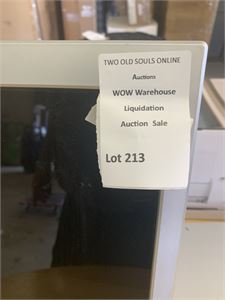 TWO OLD SOULS ONLINE
Auctions
WOW Warehouse
Liquidation
Auction Sale
Lot 213